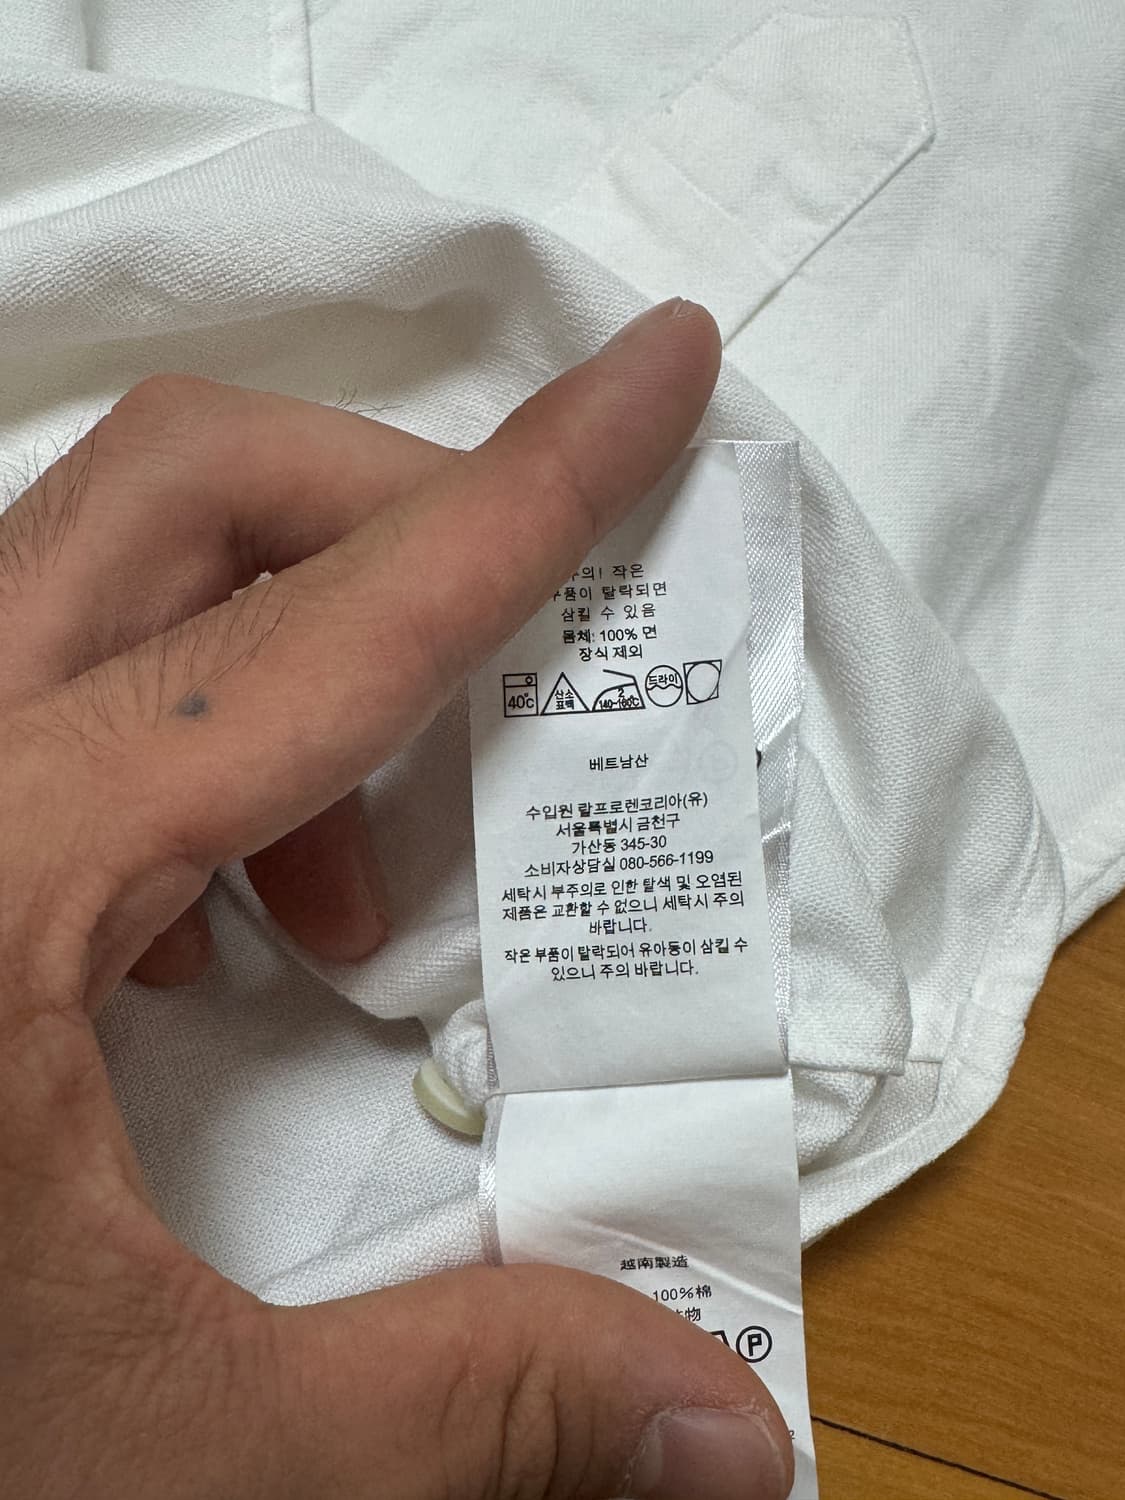 작은
탈락되면
삼킬 수 있음
몸체: 100% 면
장식 제외
40℃ 산소 표백 2 140~160℃ 드라이
베트남산
수입원 랄프로렌코리아(유)
서울특별시 금천구
가산동 345-30
소비자상담실 080-566-1199
세탁시 부주의로 인한 탈색 및 오염된
제품은 교환할 수 없으니 세탁시 주의
바랍니다.
작은 부품이 탈락되어 유아동이 삼킬 수
있으니 주의 바랍니다.
越南製造
100%棉
物
P